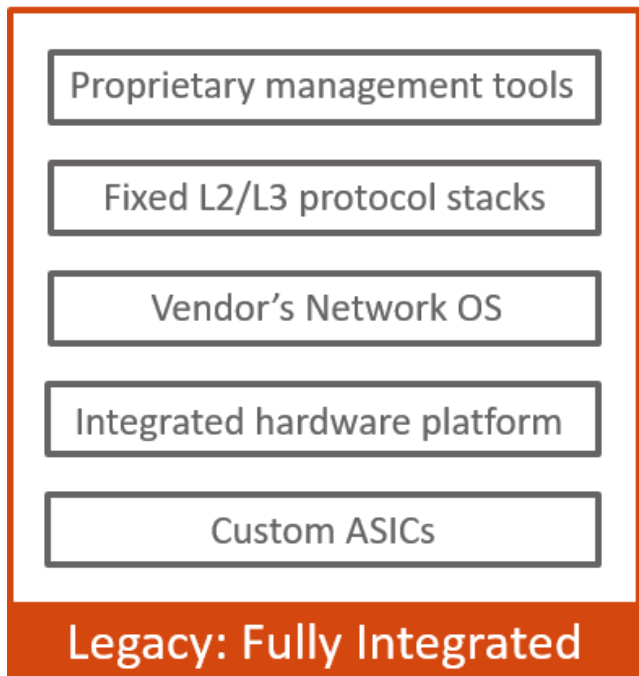 Proprietary management tools
Fixed L2/L3 protocol stacks
Vendor’s Network OS
Integrated hardware platform
Custom ASICs
Legacy: Fully Integrated